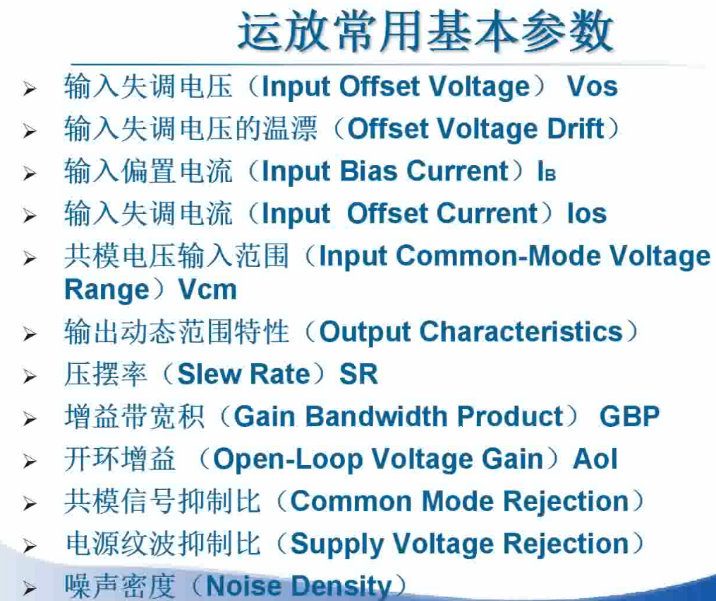 运放常用基本参数
输入失调电压（Input Offset Voltage） Vos
输入失调电压的温漂（Offset Voltage Drift）
输入偏置电流（Input Bias Current）IB
输入失调电流（Input  Offset Current）Ios
共模电压输入范围（Input Common-Mode Voltage
Range）Vcm
输出动态范围特性（Output Characteristics）
压摆率（Slew Rate）SR
增益带宽积（Gain Bandwidth Product） GBP
开环增益 （Open-Loop Voltage Gain）Aol
共模信号抑制比（Common Mode Rejection）
电源纹波抑制比（Supply Voltage Rejection）
噪声密度（Noise Density）